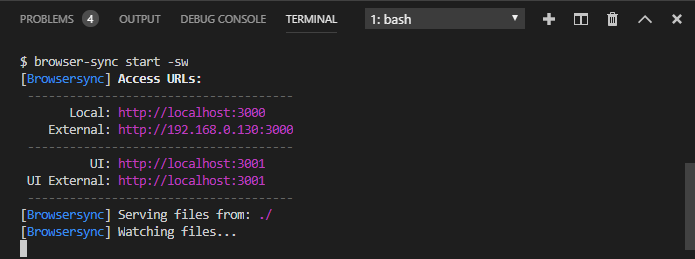 PROBLEMS 4 OUTPUT DEBUG CONSOLE TERMINAL 1: bash
$ browser-sync start -sw
[Browsersync] Access URLs:
--------------------------------------
Local: http://localhost:3000
External: http://192.168.0.130:3000
--------------------------------------
UI: http://localhost:3001
UI External: http://localhost:3001
--------------------------------------
[Browsersync] Serving files from: ./
[Browsersync] Watching files...